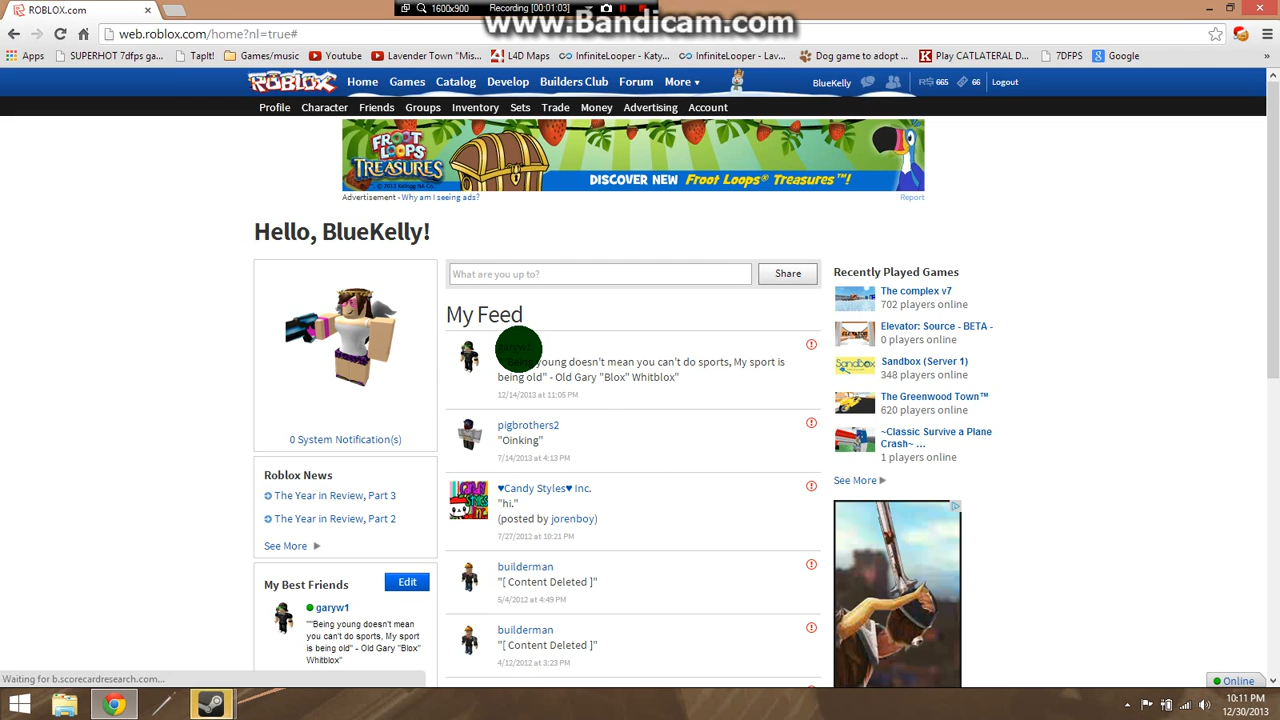 ROBLOX.com
1600x900 Recording [00:01:03]
www.Bandicam.com
web.roblox.com/home?nl=true#
Apps SUPERHOT 7dfps ga... TapIt! Games/music Youtube Lavender Town "Mis... L4D Maps InfiniteLooper - Katy... InfiniteLooper - Lav... Dog game to adopt ... Play CATLATERAL D... 7DPFS Google »
ROBLOX Home Games Catalog Develop Builders Club Forum More BlueKelly R$ 665 66 Logout
Profile Character Friends Groups Inventory Sets Trade Money Advertising Account
FROOT LOOPS TREASURES
© 2013 Kellogg NA Co.
DISCOVER NEW Froot Loops® Treasures™!
Advertisement - Why am I seeing ads? Report
Hello, BlueKelly!
What are you up to? Share
My Feed
garyw1
""Being young doesn't mean you can't do sports, My sport is
being old" - Old Gary "Blox" Whitblox"
12/14/2013 at 11:05 PM
pigbrothers2
"Oinking"
7/14/2013 at 4:13 PM
♥Candy Styles♥ Inc.
"hi."
(posted by jorenboy)
7/27/2012 at 10:21 PM
builderman
"[ Content Deleted ]"
5/4/2012 at 4:49 PM
builderman
"[ Content Deleted ]"
4/12/2012 at 3:23 PM
0 System Notification(s)
Roblox News
The Year in Review, Part 3
The Year in Review, Part 2
See More
My Best Friends Edit
garyw1
""Being young doesn't mean
you can't do sports, My sport
is being old" - Old Gary "Blox"
Whitblox"
Recently Played Games
The complex v7
702 players online
Elevator: Source - BETA -
0 players online
Sandbox (Server 1)
348 players online
The Greenwood Town™
620 players online
~Classic Survive a Plane
Crash~ ...
1 players online
See More
Waiting for b.scorecardresearch.com...
Online
10:11 PM
12/30/2013